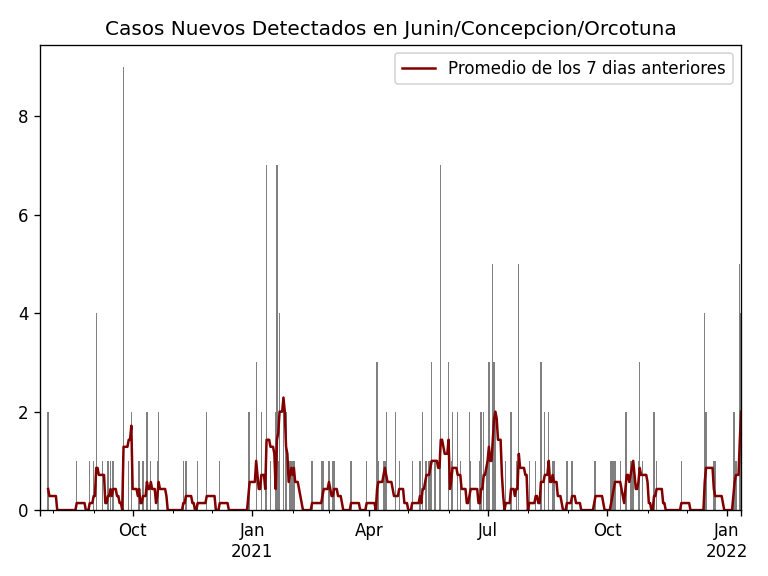 Casos Nuevos Detectados en Junin/Concepcion/Orcotuna
Promedio de los 7 dias anteriores
8
6
4
2
0
Oct
Jan
2021
Apr
Jul
Oct
Jan
2022